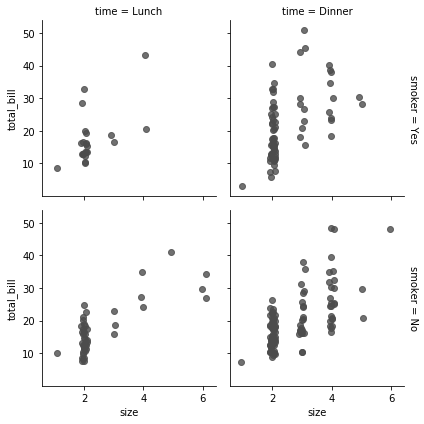 time = Lunch
time = Dinner
50
40
30
20
10
total_bill
smoker = Yes
50
40
30
20
10
total_bill
smoker = No
2 4 6
2 4 6
size
size